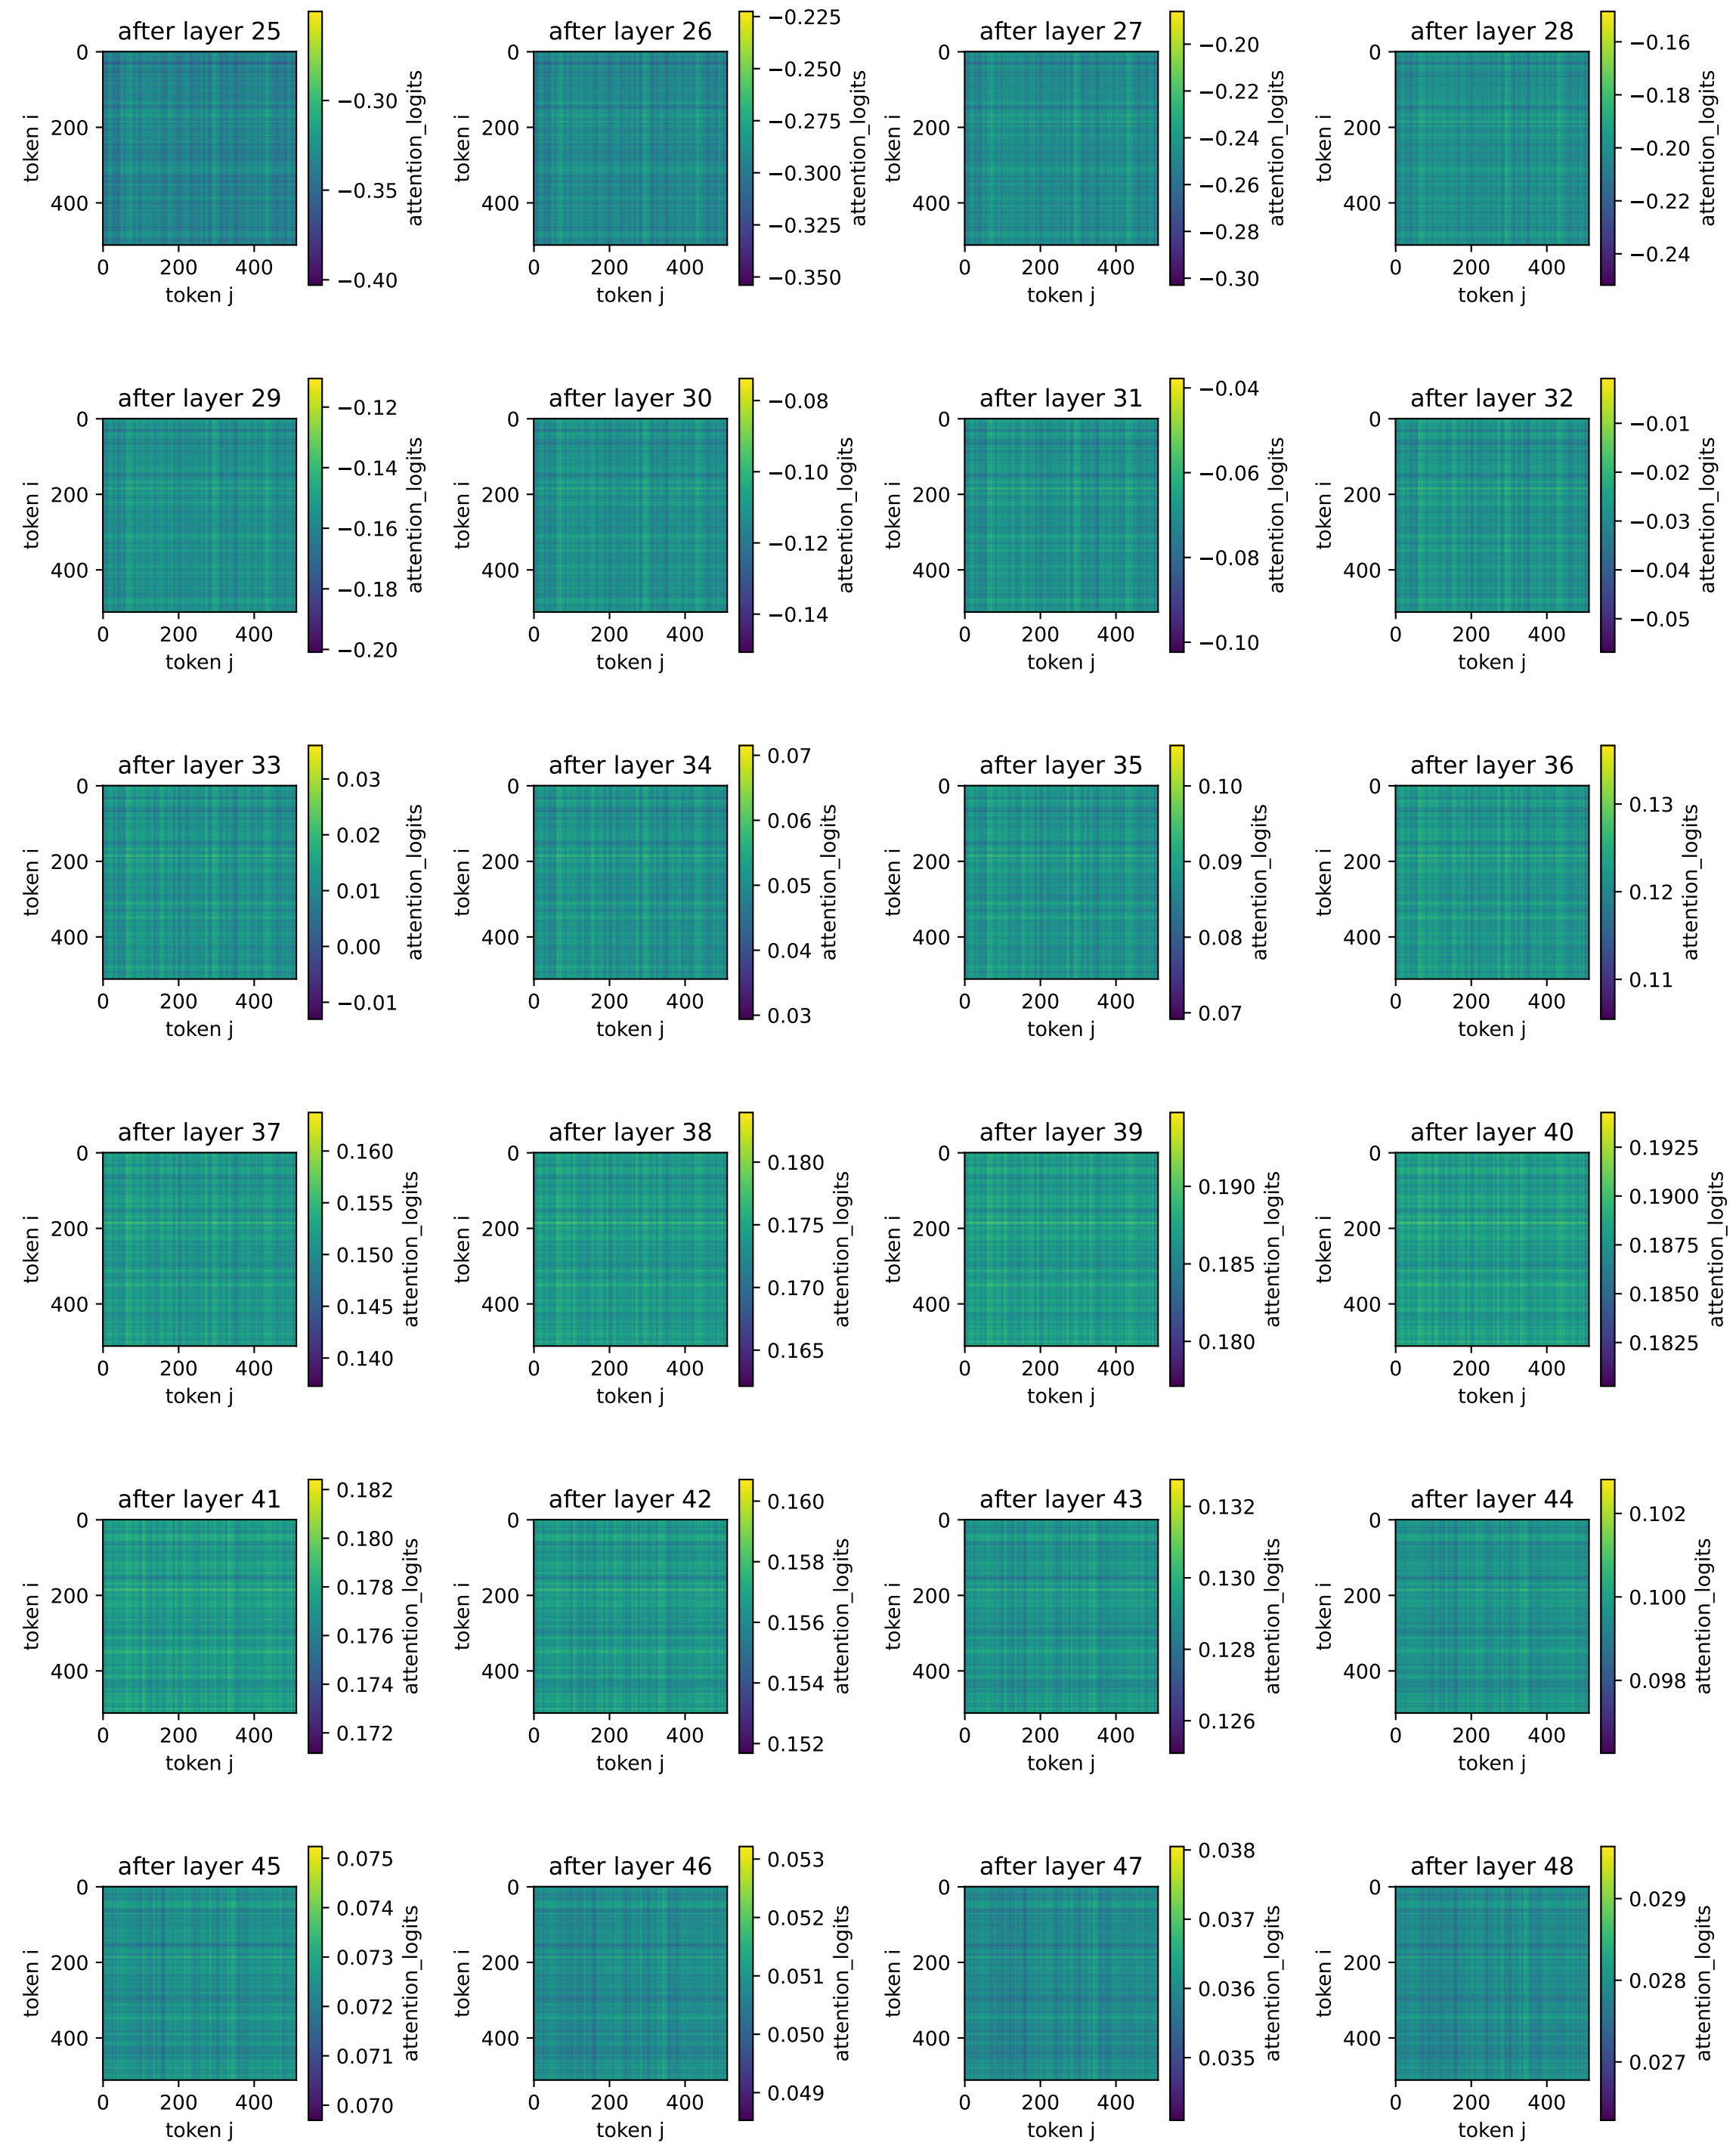 after layer 25
0
200
400
token i
0 200 400
token j
−0.30
−0.35
−0.40
attention_logits
after layer 26
0
200
400
token i
0 200 400
token j
−0.225
−0.250
−0.275
−0.300
−0.325
−0.350
attention_logits
after layer 27
0
200
400
token i
0 200 400
token j
−0.20
−0.22
−0.24
−0.26
−0.28
−0.30
attention_logits
after layer 28
0
200
400
token i
0 200 400
token j
−0.16
−0.18
−0.20
−0.22
−0.24
attention_logits
after layer 29
0
200
400
token i
0 200 400
token j
−0.12
−0.14
−0.16
−0.18
−0.20
attention_logits
after layer 30
0
200
400
token i
0 200 400
token j
−0.08
−0.10
−0.12
−0.14
attention_logits
after layer 31
0
200
400
token i
0 200 400
token j
−0.04
−0.06
−0.08
−0.10
attention_logits
after layer 32
0
200
400
token i
0 200 400
token j
−0.01
−0.02
−0.03
−0.04
−0.05
attention_logits
after layer 33
0
200
400
token i
0 200 400
token j
0.03
0.02
0.01
0.00
−0.01
attention_logits
after layer 34
0
200
400
token i
0 200 400
token j
0.07
0.06
0.05
0.04
0.03
attention_logits
after layer 35
0
200
400
token i
0 200 400
token j
0.10
0.09
0.08
0.07
attention_logits
after layer 36
0
200
400
token i
0 200 400
token j
0.13
0.12
0.11
attention_logits
after layer 37
0
200
400
token i
0 200 400
token j
0.160
0.155
0.150
0.145
0.140
attention_logits
after layer 38
0
200
400
token i
0 200 400
token j
0.180
0.175
0.170
0.165
attention_logits
after layer 39
0
200
400
token i
0 200 400
token j
0.190
0.185
0.180
attention_logits
after layer 40
0
200
400
token i
0 200 400
token j
0.1925
0.1900
0.1875
0.1850
0.1825
attention_logits
after layer 41
0
200
400
token i
0 200 400
token j
0.182
0.180
0.178
0.176
0.174
0.172
attention_logits
after layer 42
0
200
400
token i
0 200 400
token j
0.160
0.158
0.156
0.154
0.152
attention_logits
after layer 43
0
200
400
token i
0 200 400
token j
0.132
0.130
0.128
0.126
attention_logits
after layer 44
0
200
400
token i
0 200 400
token j
0.102
0.100
0.098
attention_logits
after layer 45
0
200
400
token i
0 200 400
token j
0.075
0.074
0.073
0.072
0.071
0.070
attention_logits
after layer 46
0
200
400
token i
0 200 400
token j
0.053
0.052
0.051
0.050
0.049
attention_logits
after layer 47
0
200
400
token i
0 200 400
token j
0.038
0.037
0.036
0.035
attention_logits
after layer 48
0
200
400
token i
0 200 400
token j
0.029
0.028
0.027
attention_logits